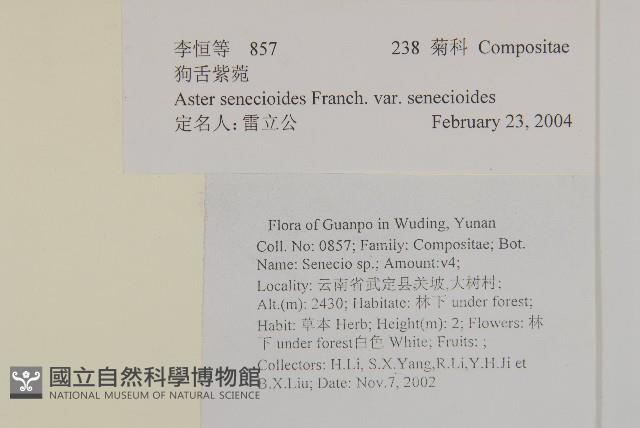 李恒等 857 238 菊科 Compositae
狗舌紫菀
Aster senecioides Franch. var. senecioides
定名人: 雷立公 February 23, 2004
Flora of Guanpo in Wuding, Yunan
Coll. No: 0857; Family: Compositae; Bot.
Name: Senecio sp.; Amount:v4;
Locality: 云南省武定县关坡,大树村;
Alt.(m): 2430; Habitate: 林下 under forest;
Habit: 草本 Herb; Height(m): 2; Flowers: 林
下 under forest白色 White; Fruits: ;
Collectors: H.Li, S.X.Yang,R.Li,Y.H.Ji et
B.X.Liu; Date: Nov.7, 2002
國立自然科學博物館
NATIONAL MUSEUM OF NATURAL SCIENCE